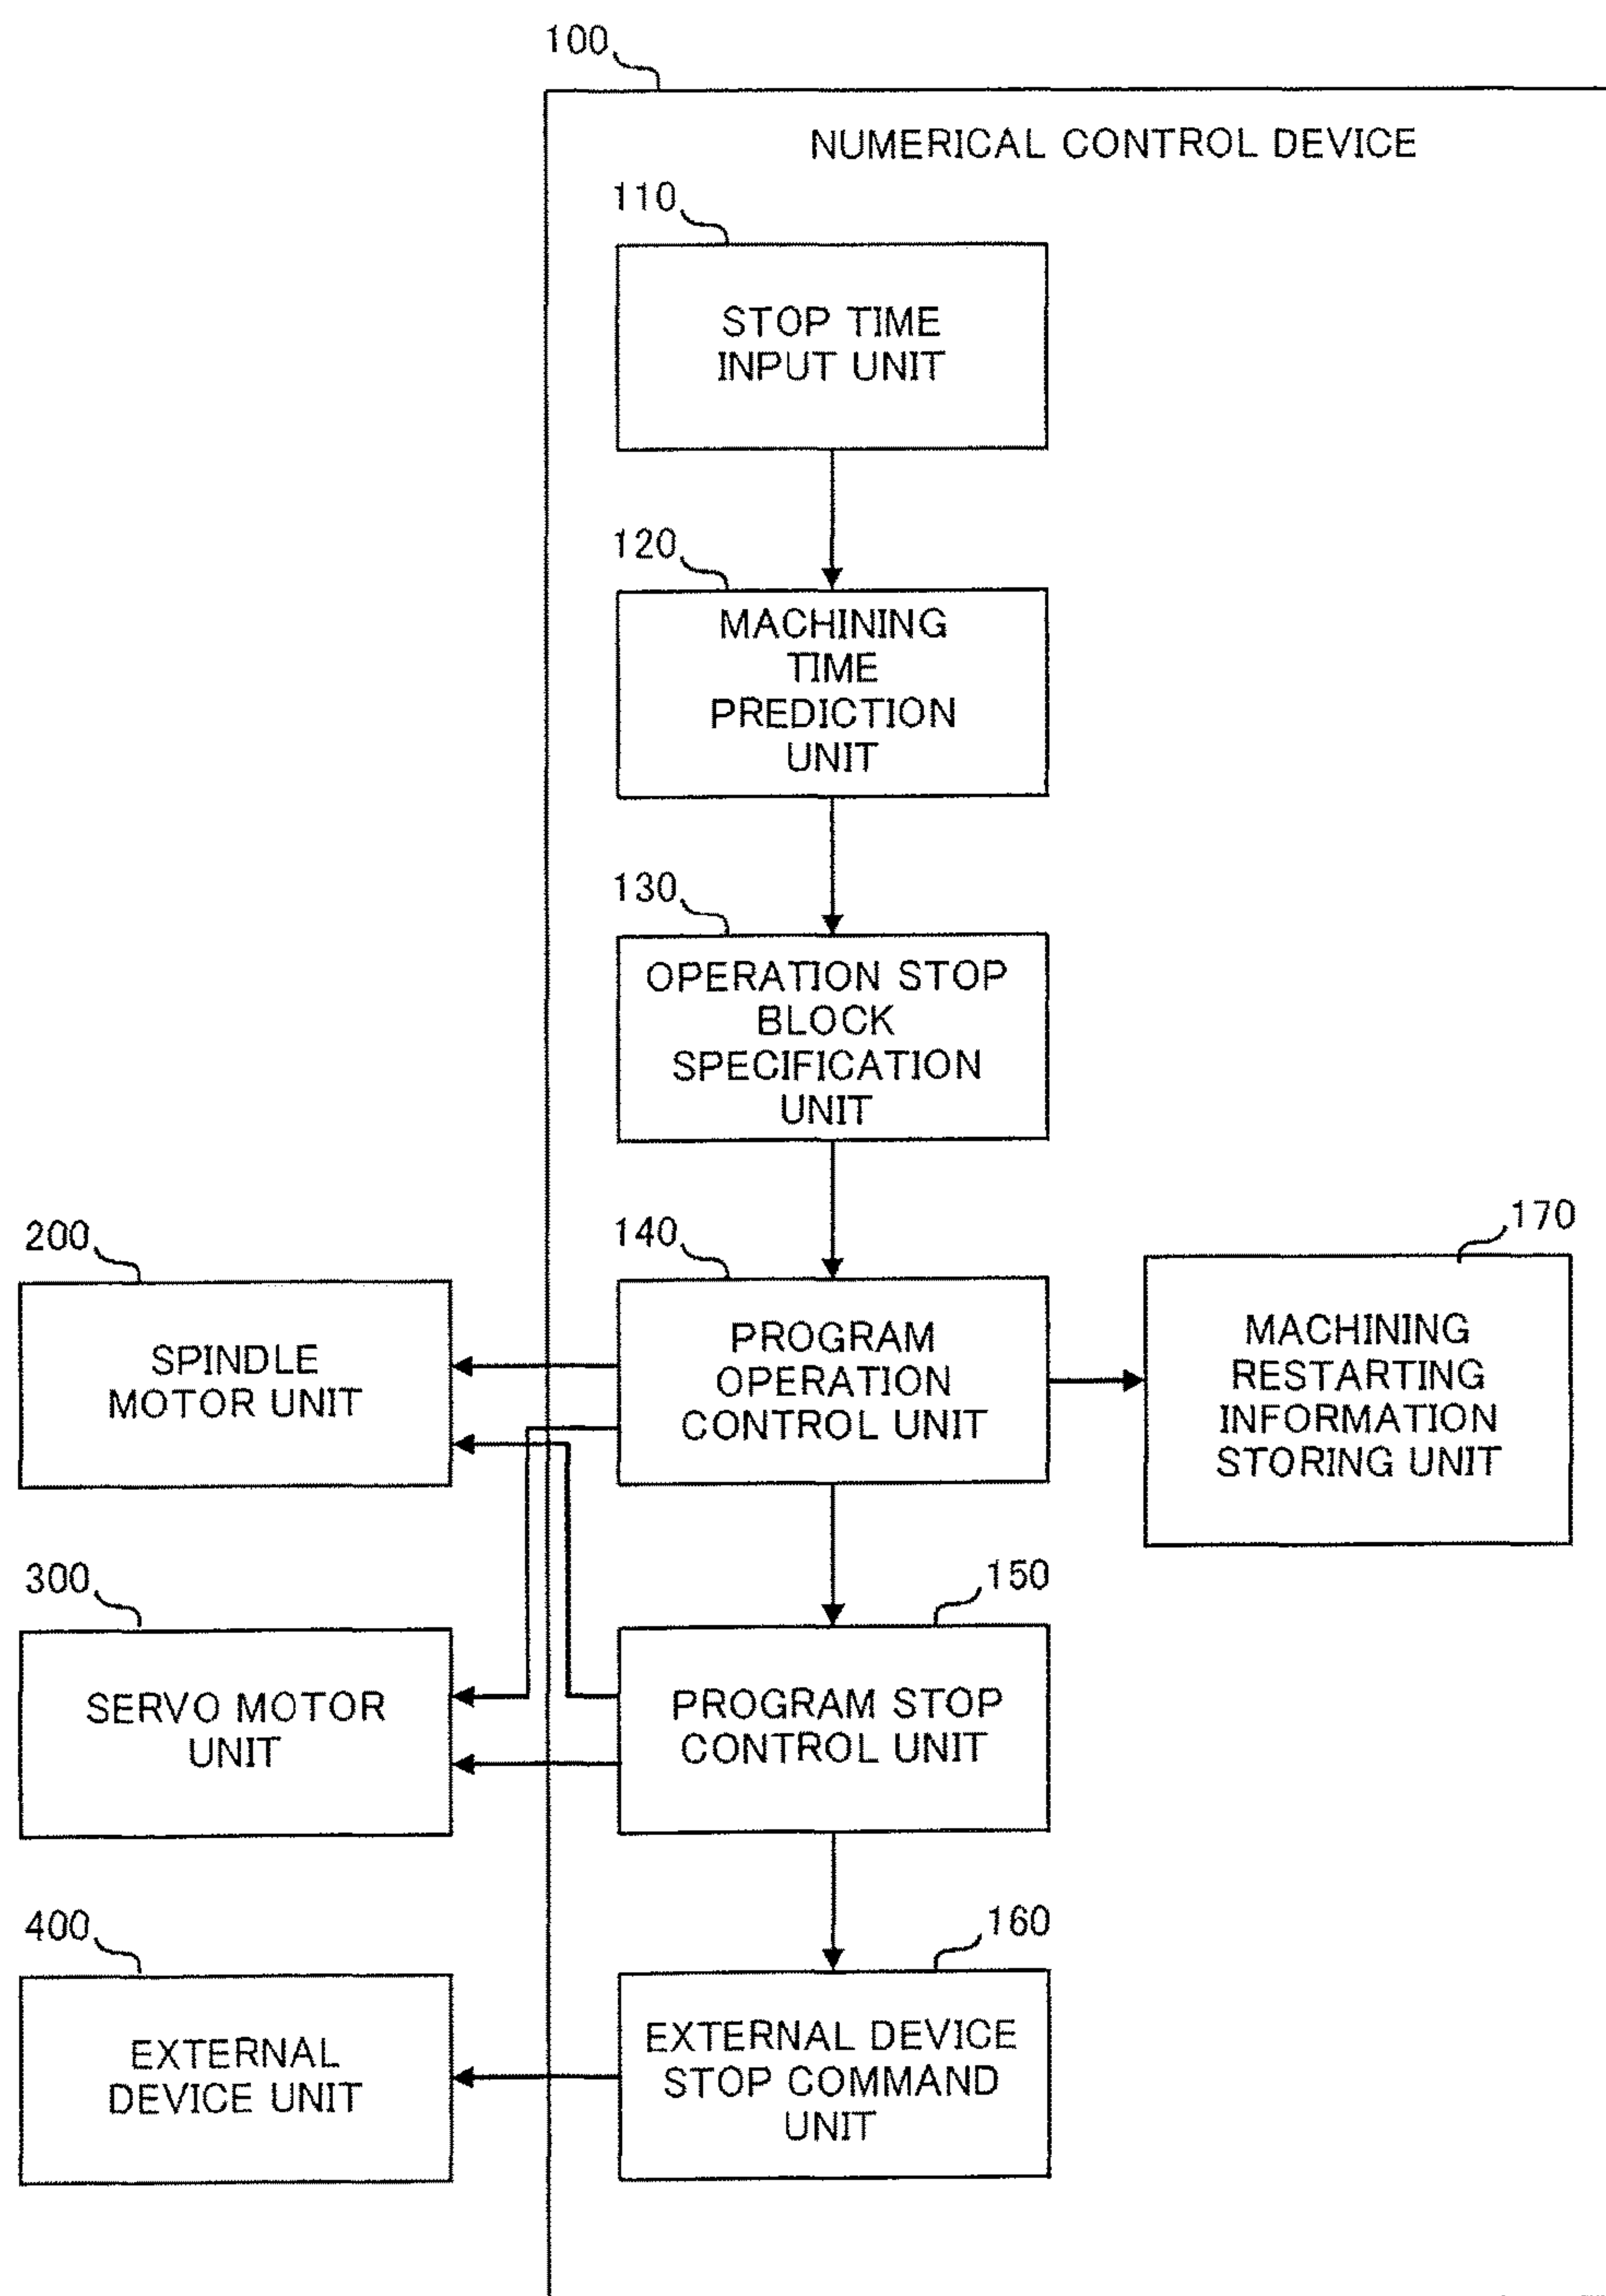 100
NUMERICAL CONTROL DEVICE
110
STOP TIME
INPUT UNIT
120
MACHINING
TIME
PREDICTION
UNIT
130
OPERATION STOP
BLOCK
SPECIFICATION
UNIT
200
SPINDLE
MOTOR UNIT
140
PROGRAM
OPERATION
CONTROL UNIT
170
MACHINING
RESTARTING
INFORMATION
STORING UNIT
300
SERVO MOTOR
UNIT
150
PROGRAM STOP
CONTROL UNIT
400
EXTERNAL
DEVICE UNIT
160
EXTERNAL DEVICE
STOP COMMAND
UNIT